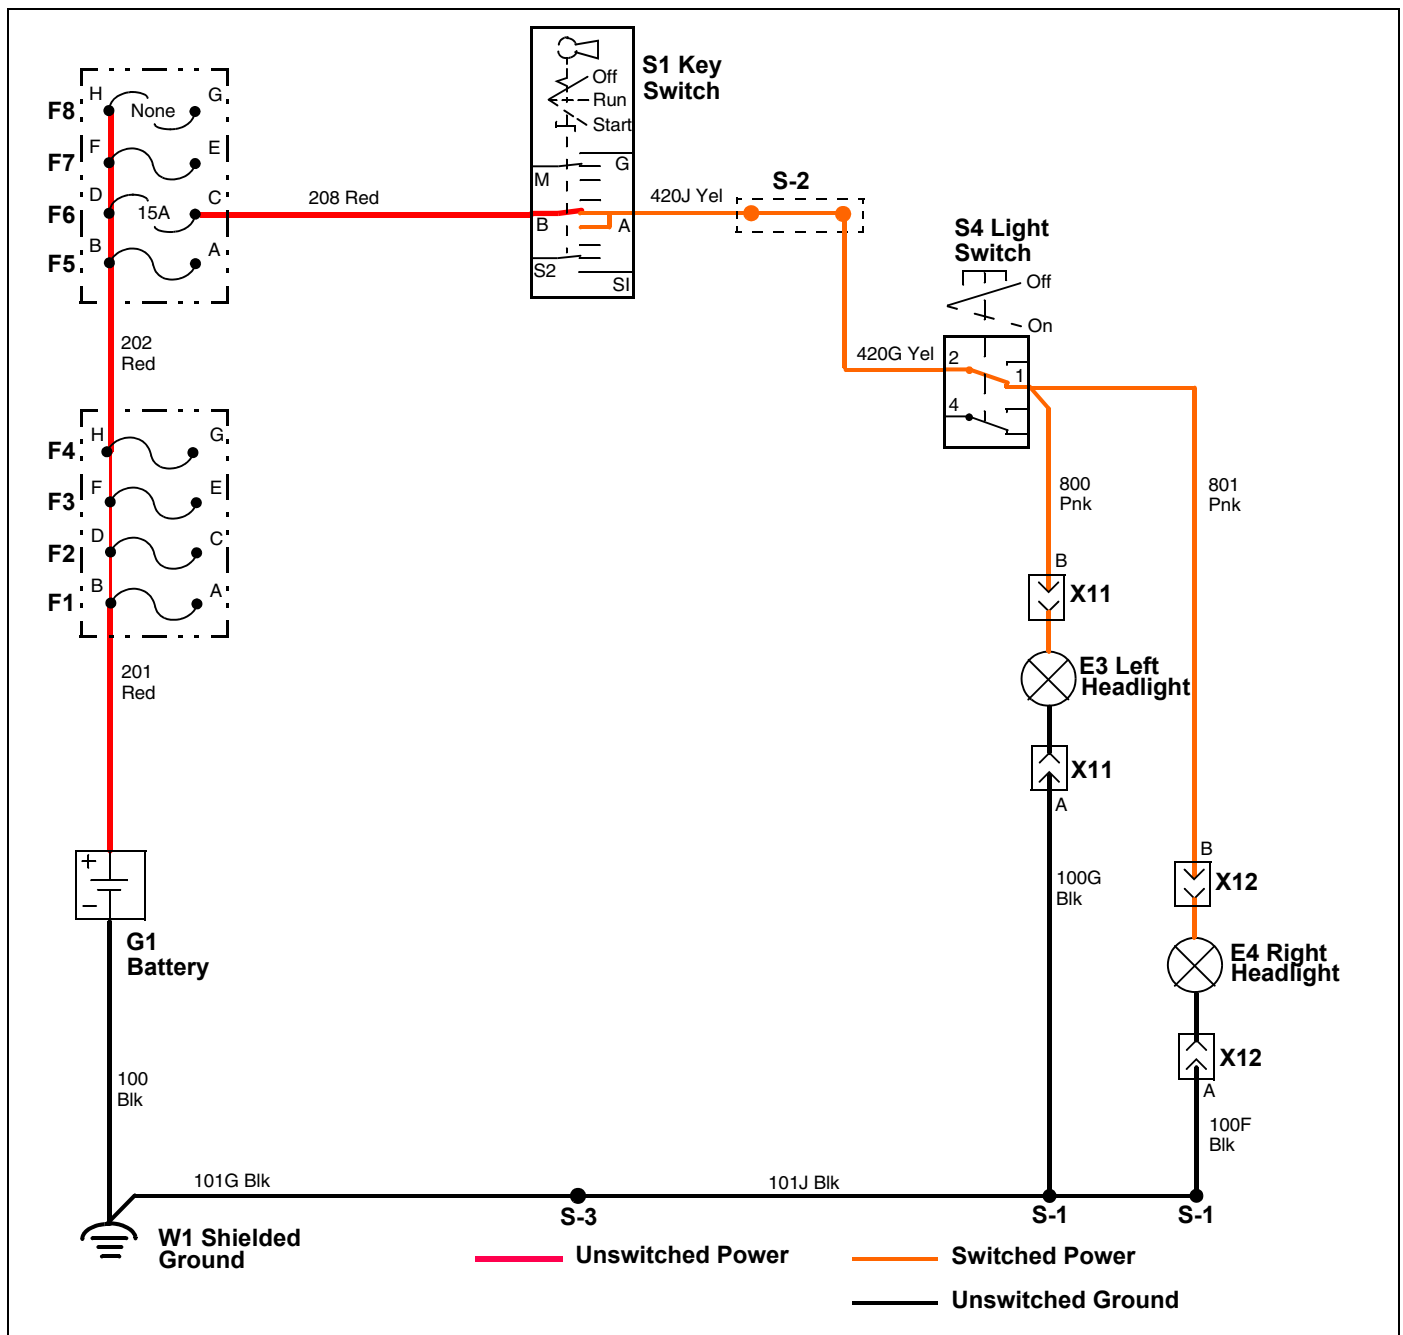 S1 Key
Switch
Off
Run
Start
M
G
B
A
S2
SI
F8
H
None
G
F7
F
E
F6
D
15A
C
F5
B
A
208 Red
420J Yel
S-2
S4 Light
Switch
Off
On
420G Yel
2
1
4
202
Red
F4
H
G
F3
F
E
F2
D
C
F1
B
A
201
Red
800
Pnk
801
Pnk
B
X11
E3 Left
Headlight
X11
A
100G
Blk
B
X12
E4 Right
Headlight
X12
A
100F
Blk
+
−
G1
Battery
100
Blk
101G Blk
101J Blk
S-3
S-1
S-1
W1 Shielded
Ground
Unswitched Power
Switched Power
Unswitched Ground